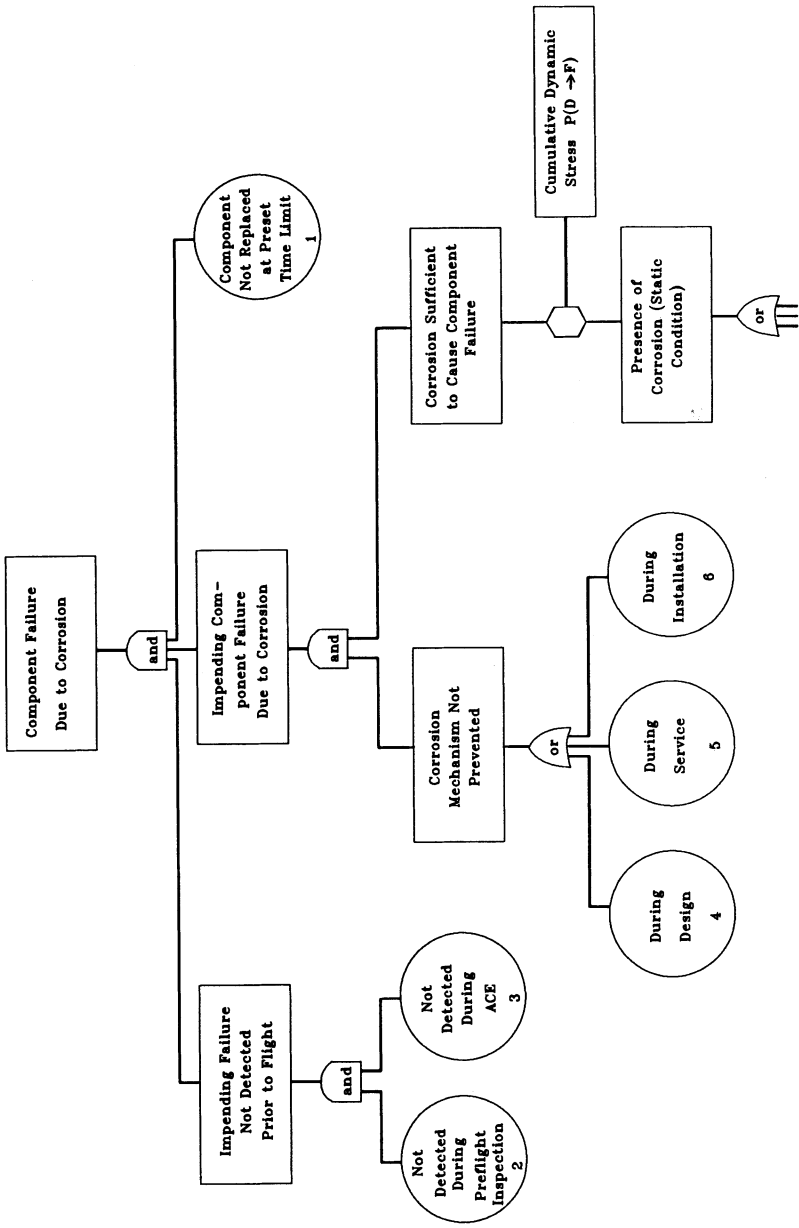 Component Failure
Due to Corrosion
and
Impending Failure
Not Detected
Prior to Flight
Impending Com-
ponent Failure
Due to Corrosion
Component
Not Replaced
at Preset
Time Limit
1
and
and
Not
Detected
During
Preflight
Inspection
2
Not
Detected
During
ACE
3
Corrosion
Mechanism Not
Prevented
Corrosion Sufficient
to Cause Component
Failure
or
Cumulative Dynamic
Stress P(D →F)
During
Design
4
During
Service
5
During
Installation
6
Presence of
Corrosion (Static
Condition)
or